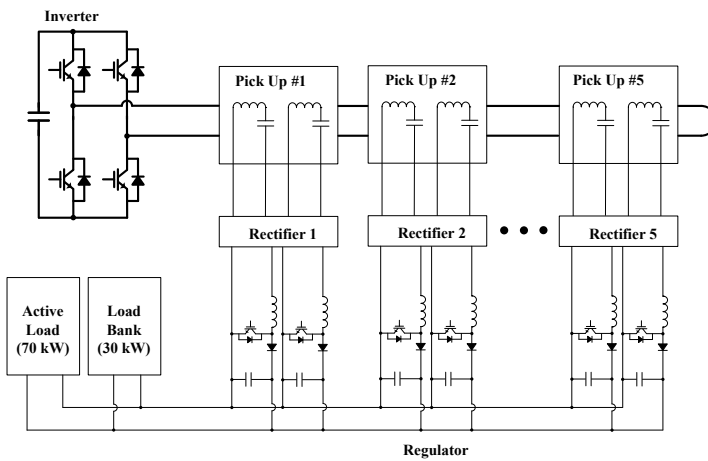 Inverter
Pick Up #1
Pick Up #2
Pick Up #5
Rectifier 1
Rectifier 2
Rectifier 5
Active
Load
(70 kW)
Load
Bank
(30 kW)
Regulator